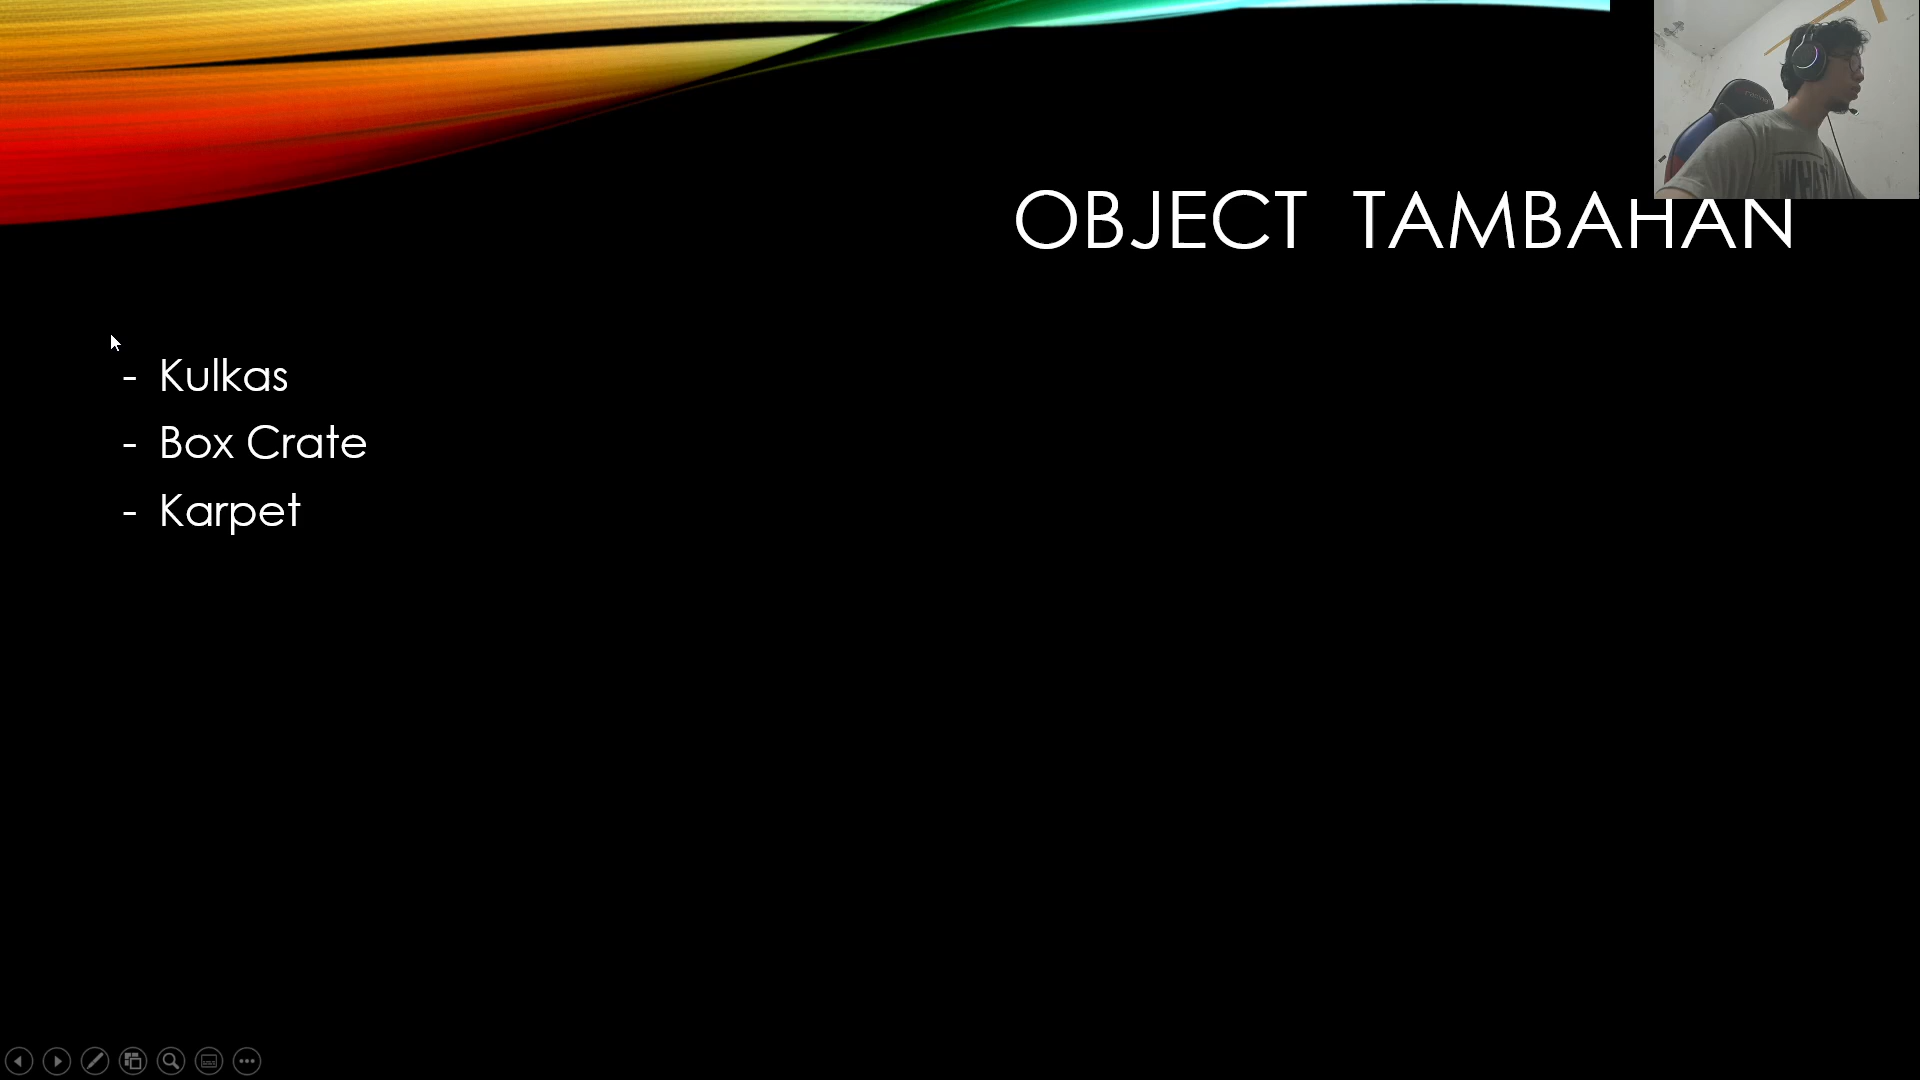 OBJECT TAMBAHAN
- Kulkas
- Box Crate
- Karpet